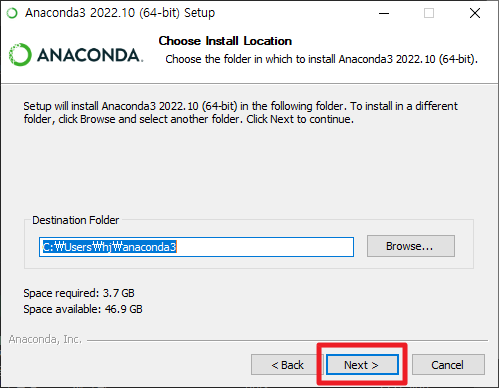 Anaconda3 2022.10 (64-bit) Setup
ANACONDA.
Choose Install Location
Choose the folder in which to install Anaconda3 2022.10 (64-bit).
Setup will install Anaconda3 2022.10 (64-bit) in the following folder. To install in a different
folder, click Browse and select another folder. Click Next to continue.
Destination Folder
C:₩Users₩hj₩anaconda3
Browse...
Space required: 3.7 GB
Space available: 46.9 GB
Anaconda, Inc.
< Back
Next >
Cancel